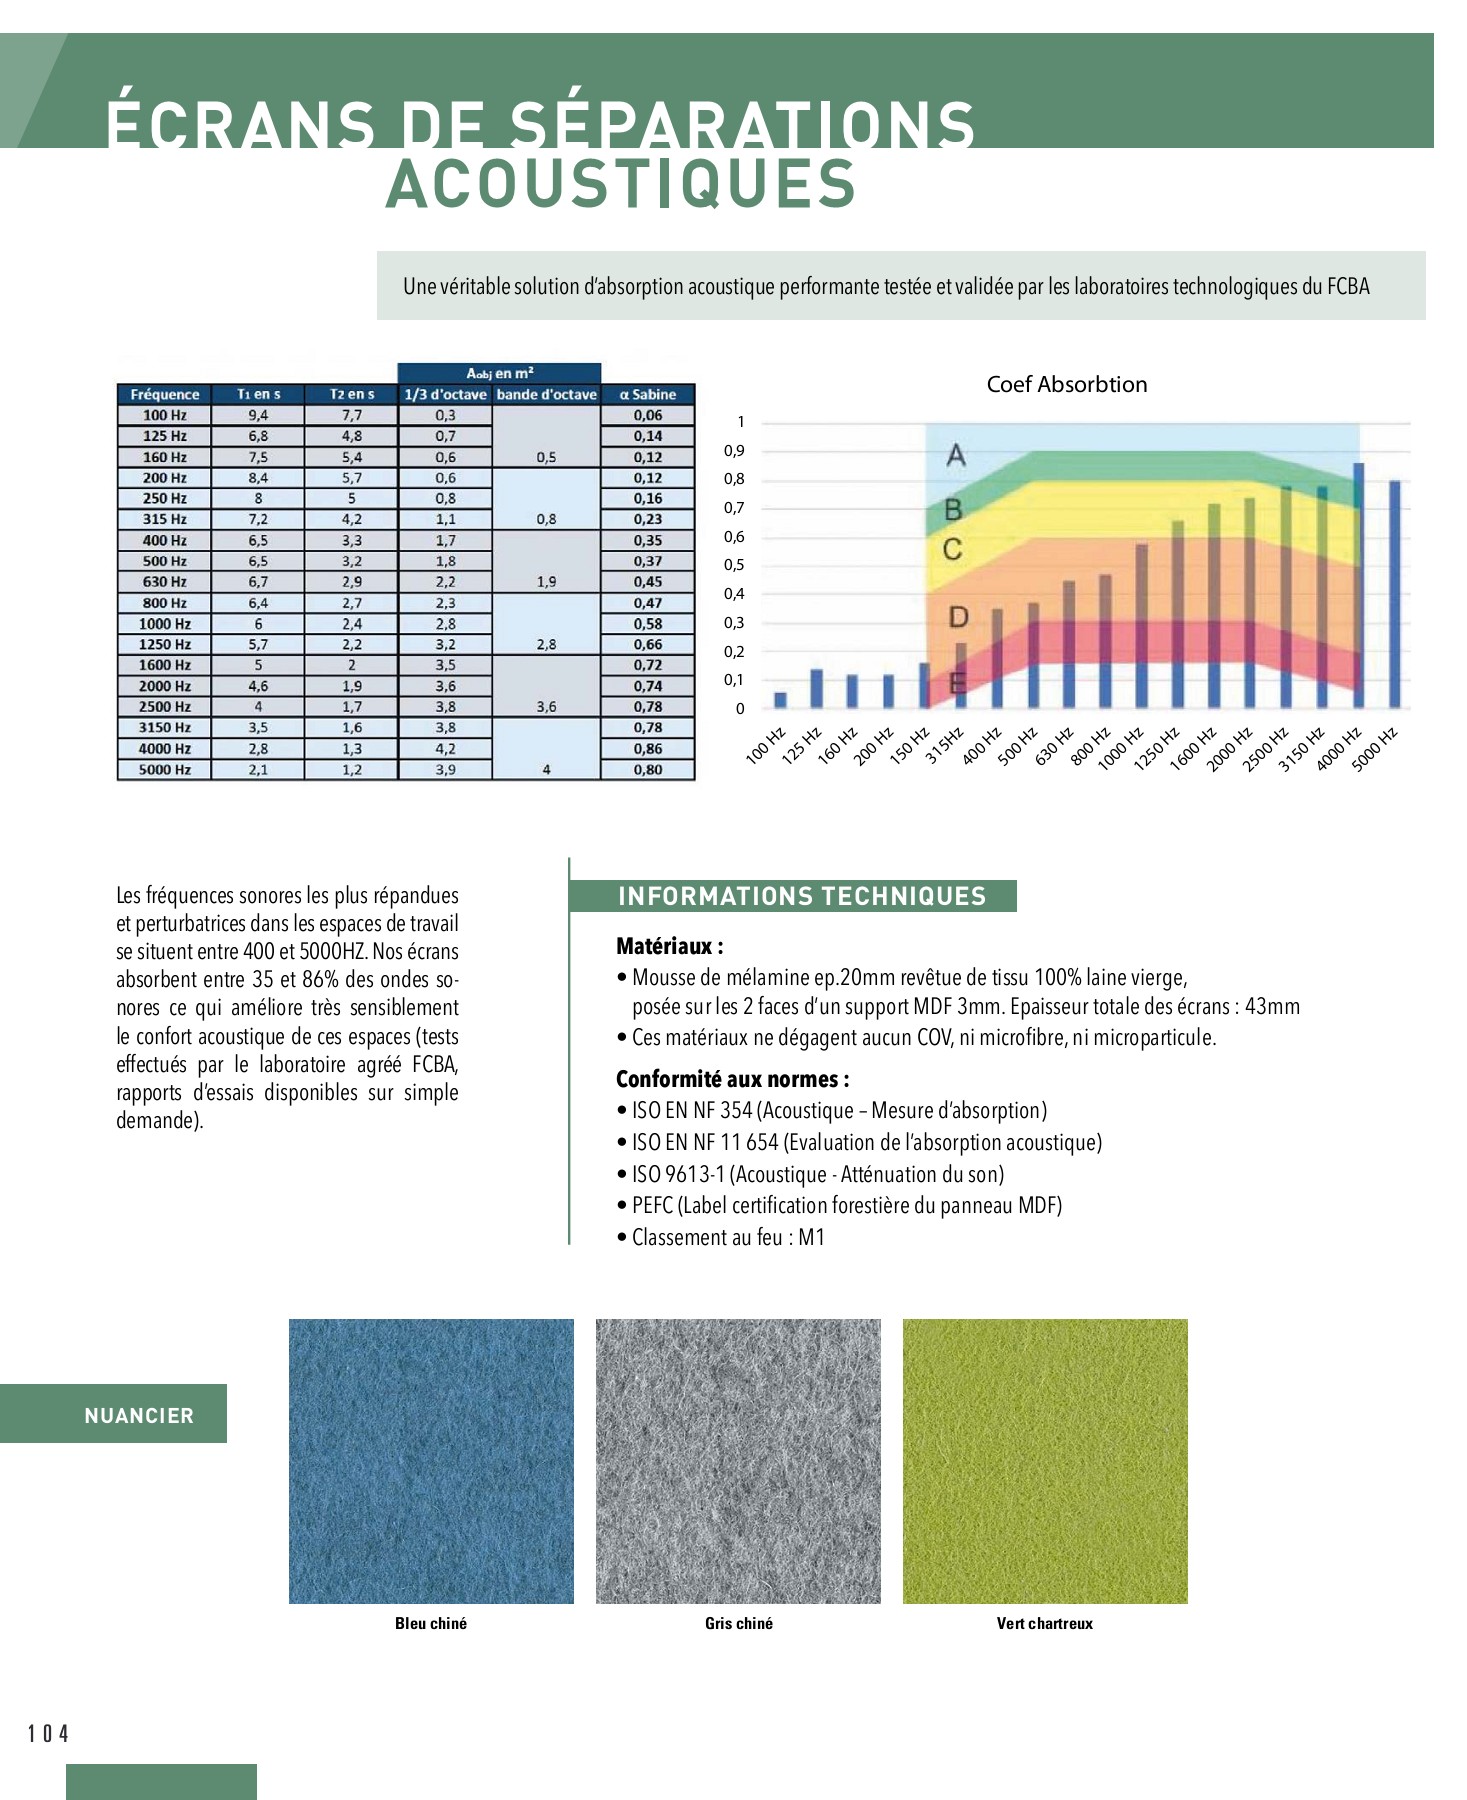 ÉCRANS DE SÉPARATIONS
ACOUSTIQUES
Une véritable solution d'absorption acoustique performante testée et validée par les laboratoires technologiques du FCBA
Aobj en m²
Fréquence T1 en s T2 en s 1/3 d'octave bande d'octave α Sabine
100 Hz 9,4 7,7 0,3 0,06
125 Hz 6,8 4,8 0,7 0,14
160 Hz 7,5 5,4 0,6 0,5 0,12
200 Hz 8,4 5,7 0,6 0,12
250 Hz 8 5 0,8 0,16
315 Hz 7,2 4,2 1,1 0,8 0,23
400 Hz 6,5 3,3 1,7 0,35
500 Hz 6,5 3,2 1,8 0,37
630 Hz 6,7 2,9 2,2 1,9 0,45
800 Hz 6,4 2,7 2,3 0,47
1000 Hz 6 2,4 2,8 0,58
1250 Hz 5,7 2,2 3,2 2,8 0,66
1600 Hz 5 2 3,5 0,72
2000 Hz 4,6 1,9 3,6 0,74
2500 Hz 4 1,7 3,8 3,6 0,78
3150 Hz 3,5 1,6 3,8 0,78
4000 Hz 2,8 1,3 4,2 0,86
5000 Hz 2,1 1,2 3,9 4 0,80
Coef Absorbtion
1
0,9
0,8
0,7
0,6
0,5
0,4
0,3
0,2
0,1
0
A
B
C
D
E
100 Hz 125 Hz 160 Hz 200 Hz 150 Hz 315Hz 400 Hz 500 Hz 630 Hz 800 Hz 1000 Hz 1250 Hz 1600 Hz 2000 Hz 2500 Hz 3150 Hz 4000 Hz 5000 Hz
Les fréquences sonores les plus répandues
et perturbatrices dans les espaces de travail
se situent entre 400 et 5000HZ. Nos écrans
absorbent entre 35 et 86% des ondes so-
nores ce qui améliore très sensiblement
le confort acoustique de ces espaces (tests
effectués par le laboratoire agréé FCBA,
rapports d'essais disponibles sur simple
demande).
INFORMATIONS TECHNIQUES
Matériaux :
• Mousse de mélamine ep.20mm revêtue de tissu 100% laine vierge,
posée sur les 2 faces d'un support MDF 3mm. Epaisseur totale des écrans : 43mm
• Ces matériaux ne dégagent aucun COV, ni microfibre, ni microparticule.
Conformité aux normes :
• ISO EN NF 354 (Acoustique – Mesure d'absorption)
• ISO EN NF 11 654 (Evaluation de l'absorption acoustique)
• ISO 9613-1 (Acoustique - Atténuation du son)
• PEFC (Label certification forestière du panneau MDF)
• Classement au feu : M1
NUANCIER
Bleu chiné
Gris chiné
Vert chartreux
104